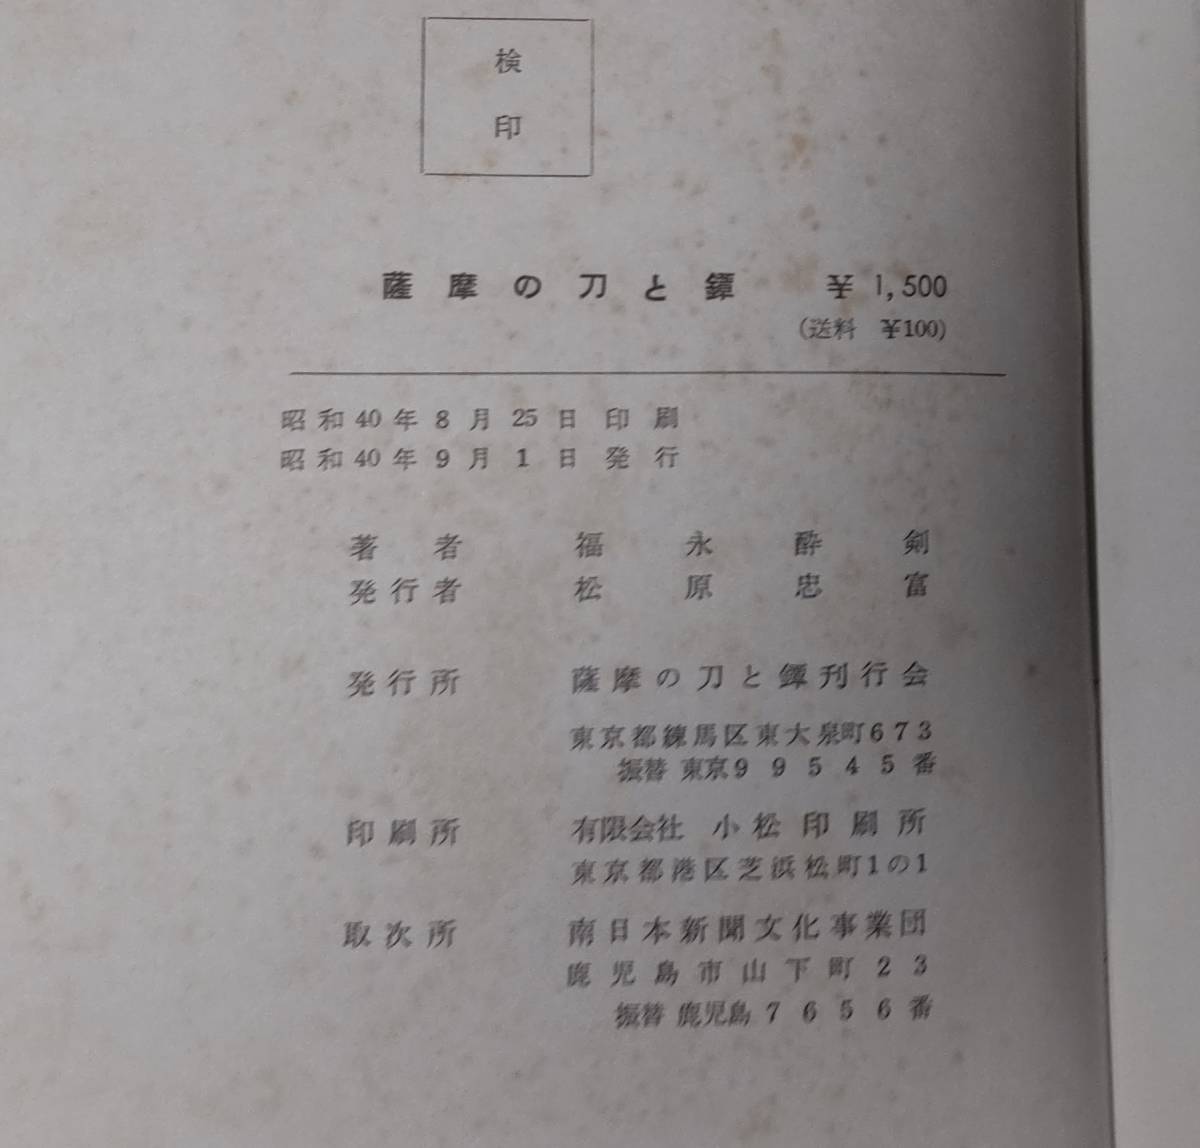 検
印
薩摩の刀と鐔 ¥1,500
(送料 ¥100)
昭和40年8月25日印刷
昭和40年9月1日発行
著者 福永酔剣
発行者 松原忠富
発行所 薩摩の刀と鐔刊行会
東京都練馬区東大泉町673
振替 東京99545番
印刷所 有限会社 小松印刷所
東京都港区芝浜松町1の1
取次所 南日本新聞文化事業団
鹿児島市山下町23
振替 鹿児島7656番